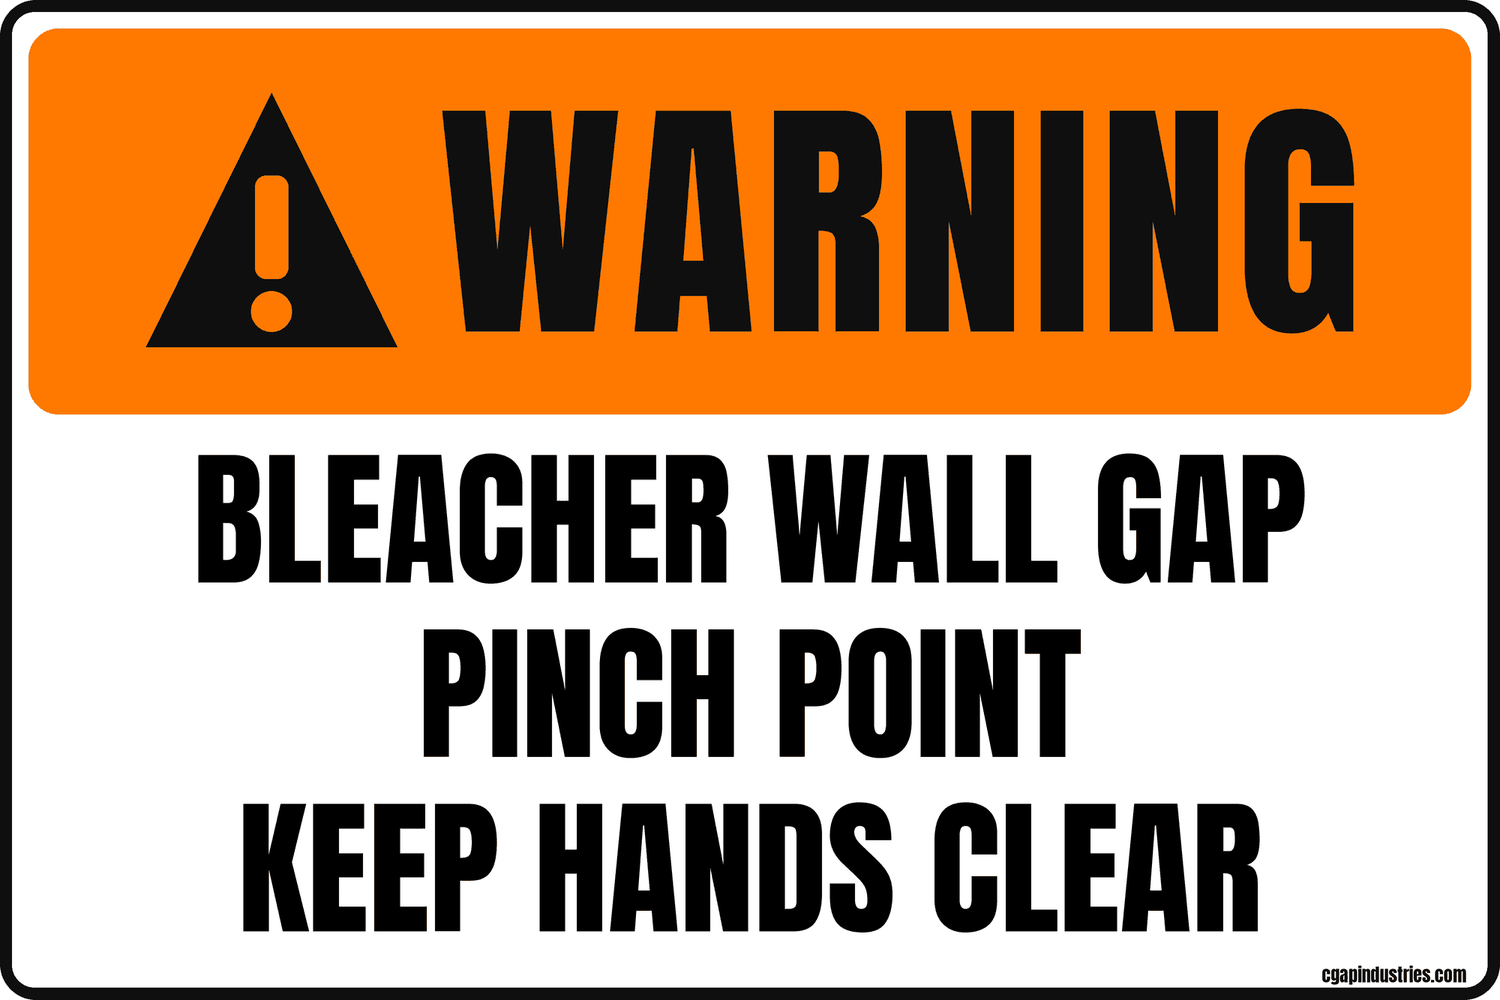 WARNING
BLEACHER WALL GAP
PINCH POINT
KEEP HANDS CLEAR
cgapindustries.com